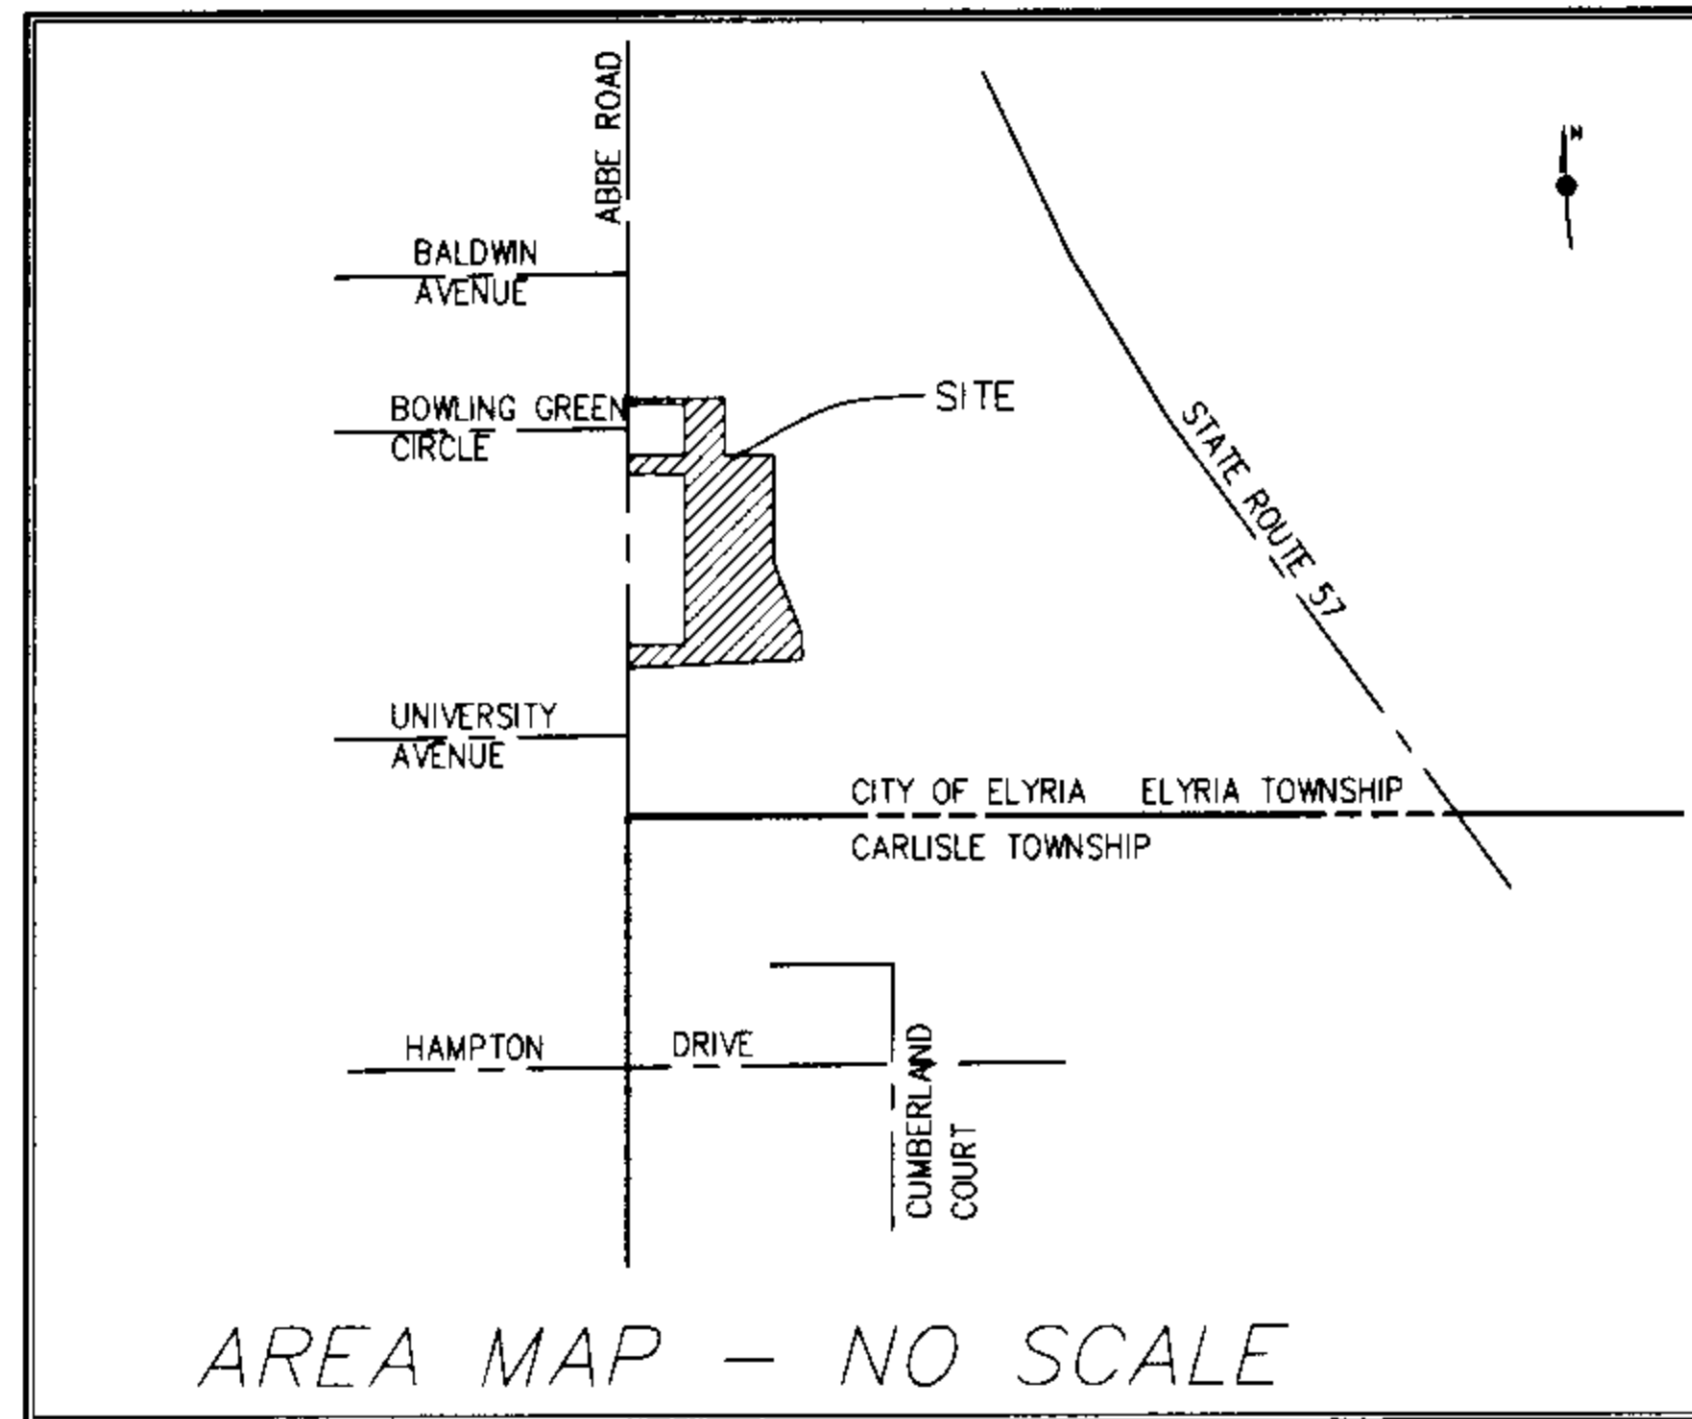 ABBE ROAD
N
BALDWIN
AVENUE
SITE
BOWLING GREEN
CIRCLE
STATE ROUTE 57
UNIVERSITY
AVENUE
CITY OF ELYRIA ELYRIA TOWNSHIP
CARLISLE TOWNSHIP
HAMPTON DRIVE
CUMBERLAND
COURT
AREA MAP - NO SCALE